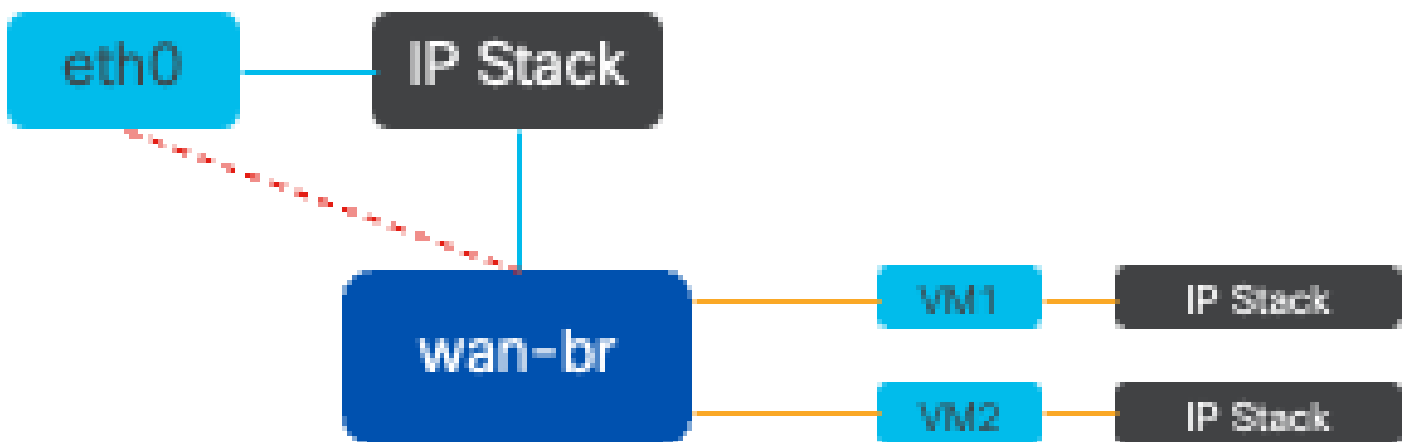 eth0
IP Stack
wan-br
VM1
IP Stack
VM2
IP Stack